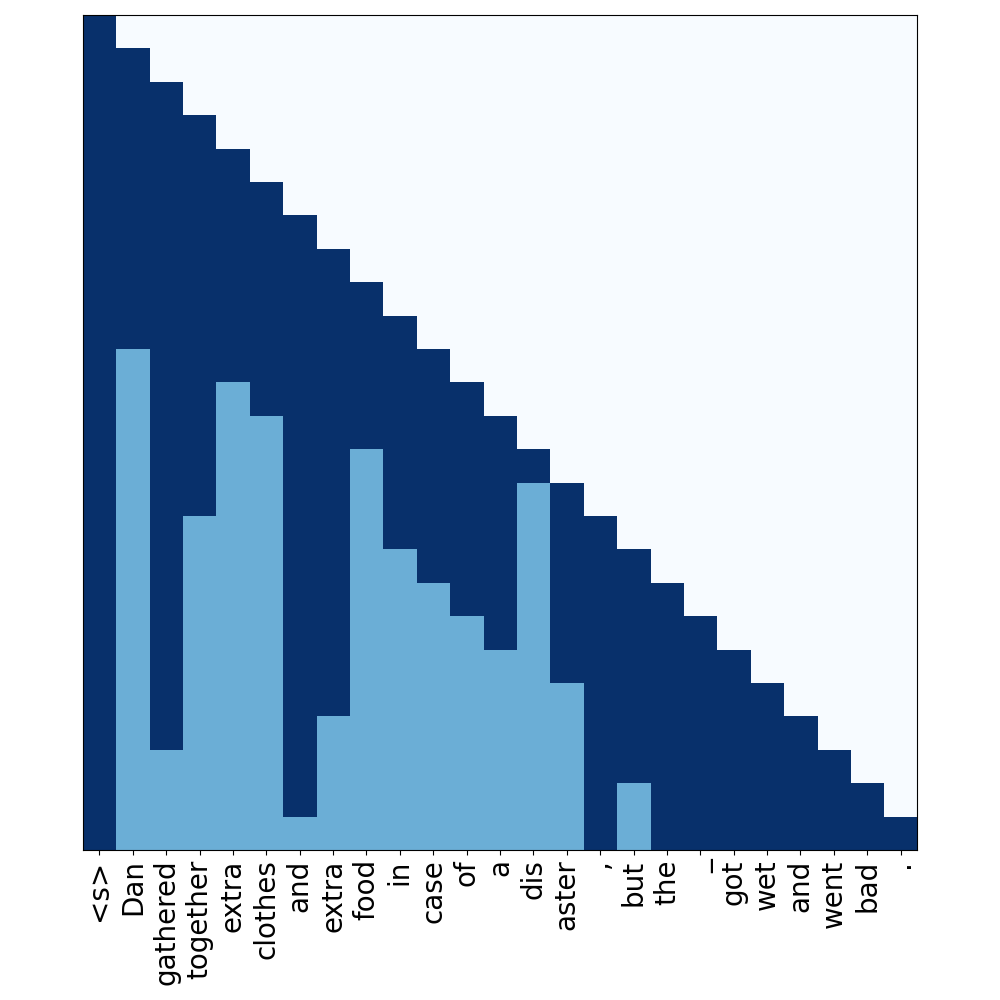 <s> Dan gathered together extra clothes and extra food in case of a dis aster , but the _ got wet and went bad .